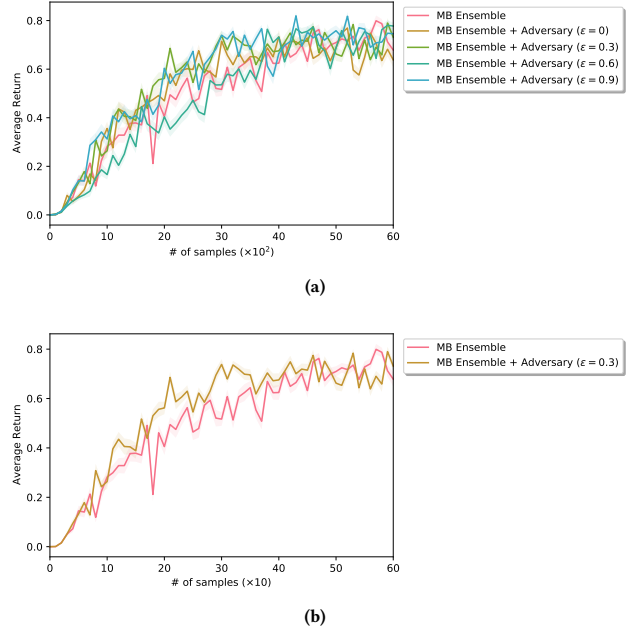 MB Ensemble
MB Ensemble + Adversary (ε = 0)
MB Ensemble + Adversary (ε = 0.3)
MB Ensemble + Adversary (ε = 0.6)
MB Ensemble + Adversary (ε = 0.9)
Average Return
0.8
0.6
0.4
0.2
0.0
0 10 20 30 40 50 60
# of samples (×10²)
(a)
MB Ensemble
MB Ensemble + Adversary (ε = 0.3)
Average Return
0.8
0.6
0.4
0.2
0.0
0 10 20 30 40 50 60
# of samples (×10)
(b)